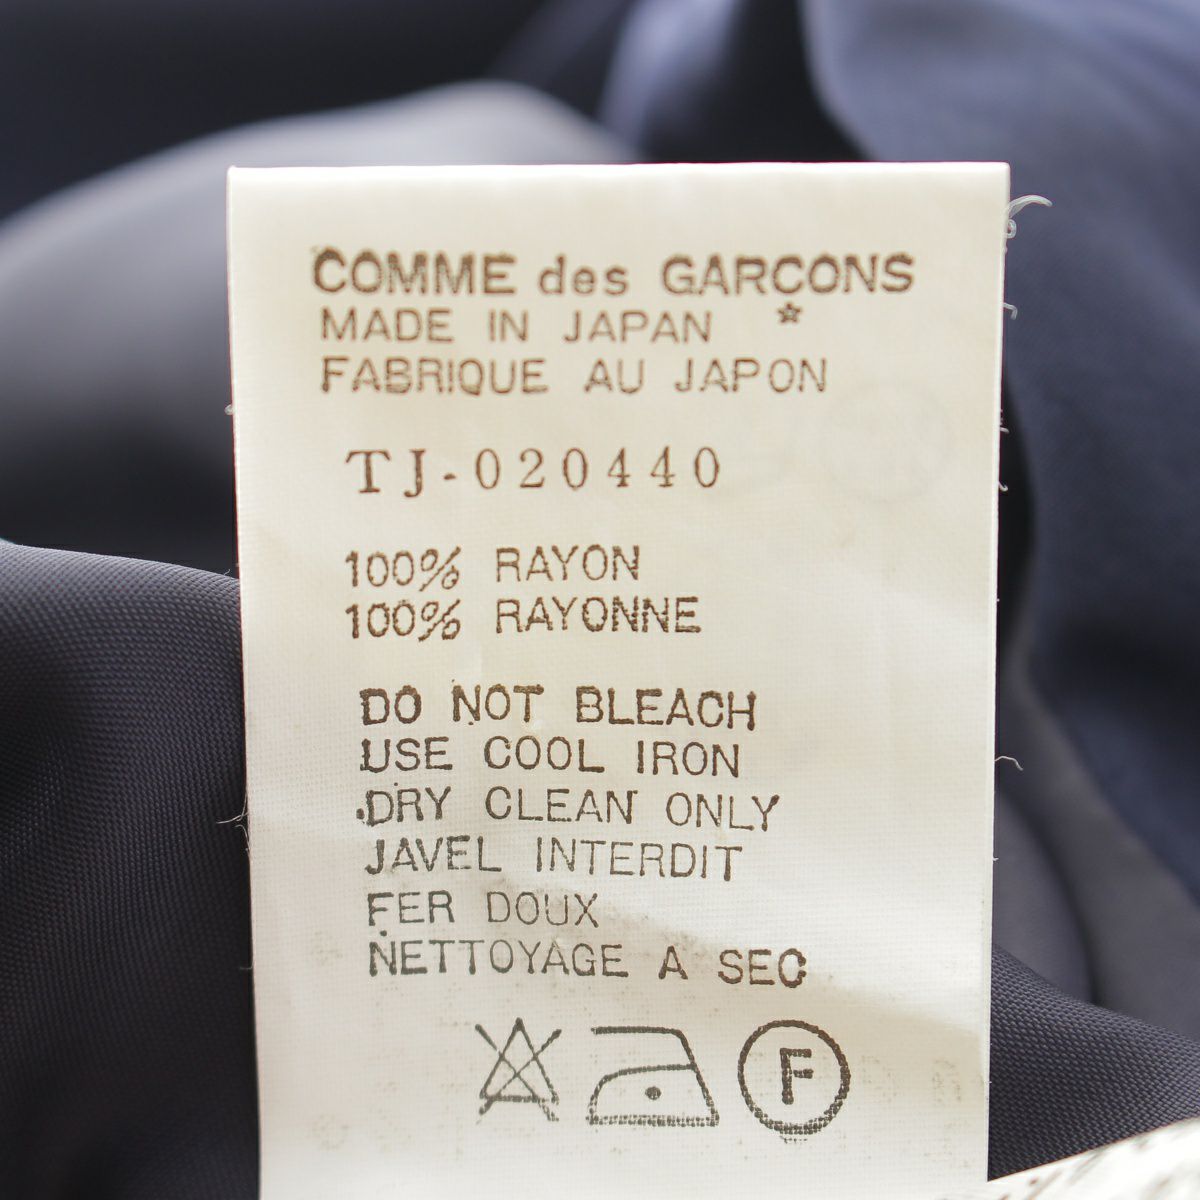 COMME des GARCONS
MADE IN JAPAN *
FABRIQUE AU JAPON
TJ-020440
100% RAYON
100% RAYONNE
DO NOT BLEACH
USE COOL IRON
DRY CLEAN ONLY
JAVEL INTERDIT
FER DOUX
NETTOYAGE A SEC
F